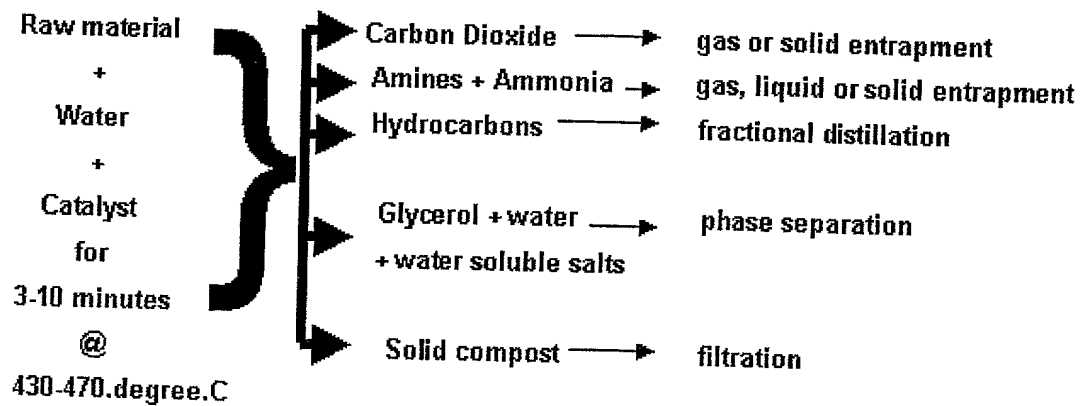 Raw material
+
Water
+
Catalyst
for
3-10 minutes
@
430-470.degree.C
Carbon Dioxide
gas or solid entrapment
Amines + Ammonia
gas, liquid or solid entrapment
Hydrocarbons
fractional distillation
Glycerol + water
+ water soluble salts
phase separation
Solid compost
filtration